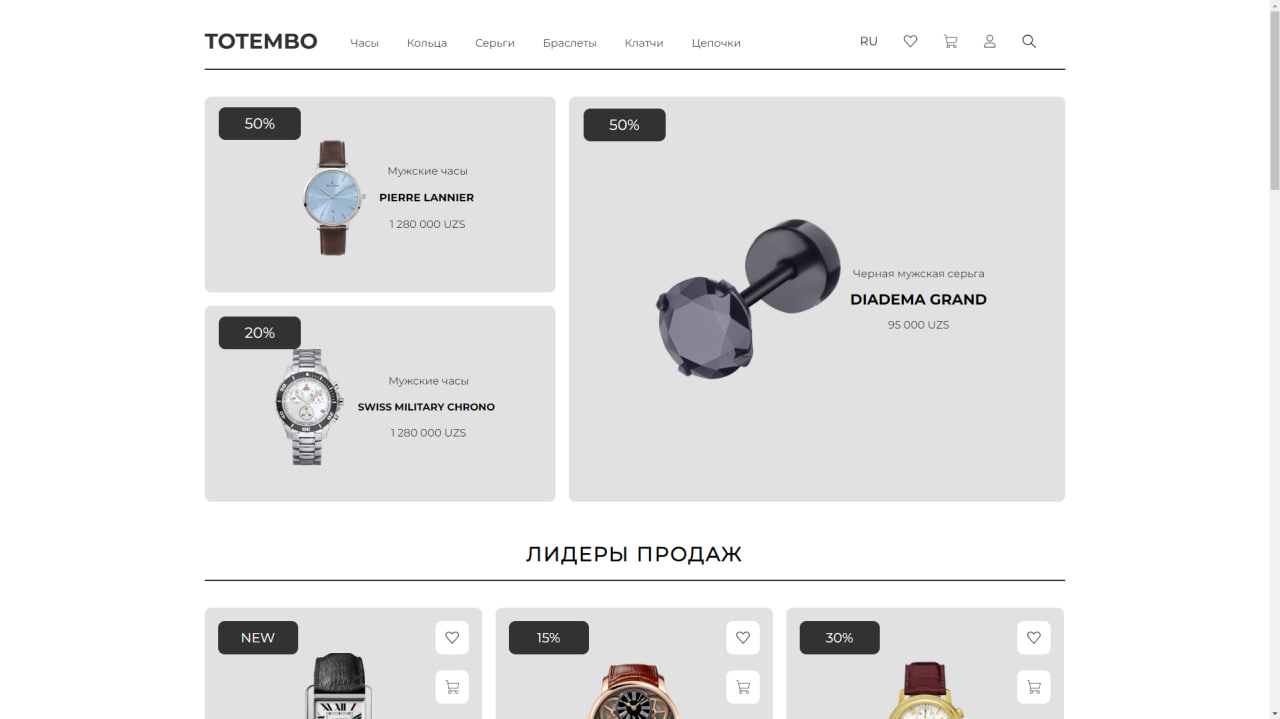 TOTEMBO
Часы
Кольца
Серьги
Браслеты
Клатчи
Цепочки
RU
50%
Мужские часы
PIERRE LANNIER
1 280 000 UZS
20%
Мужские часы
SWISS MILITARY CHRONO
1 280 000 UZS
50%
Черная мужская серьга
DIADEMA GRAND
95 000 UZS
ЛИДЕРЫ ПРОДАЖ
NEW
15%
30%